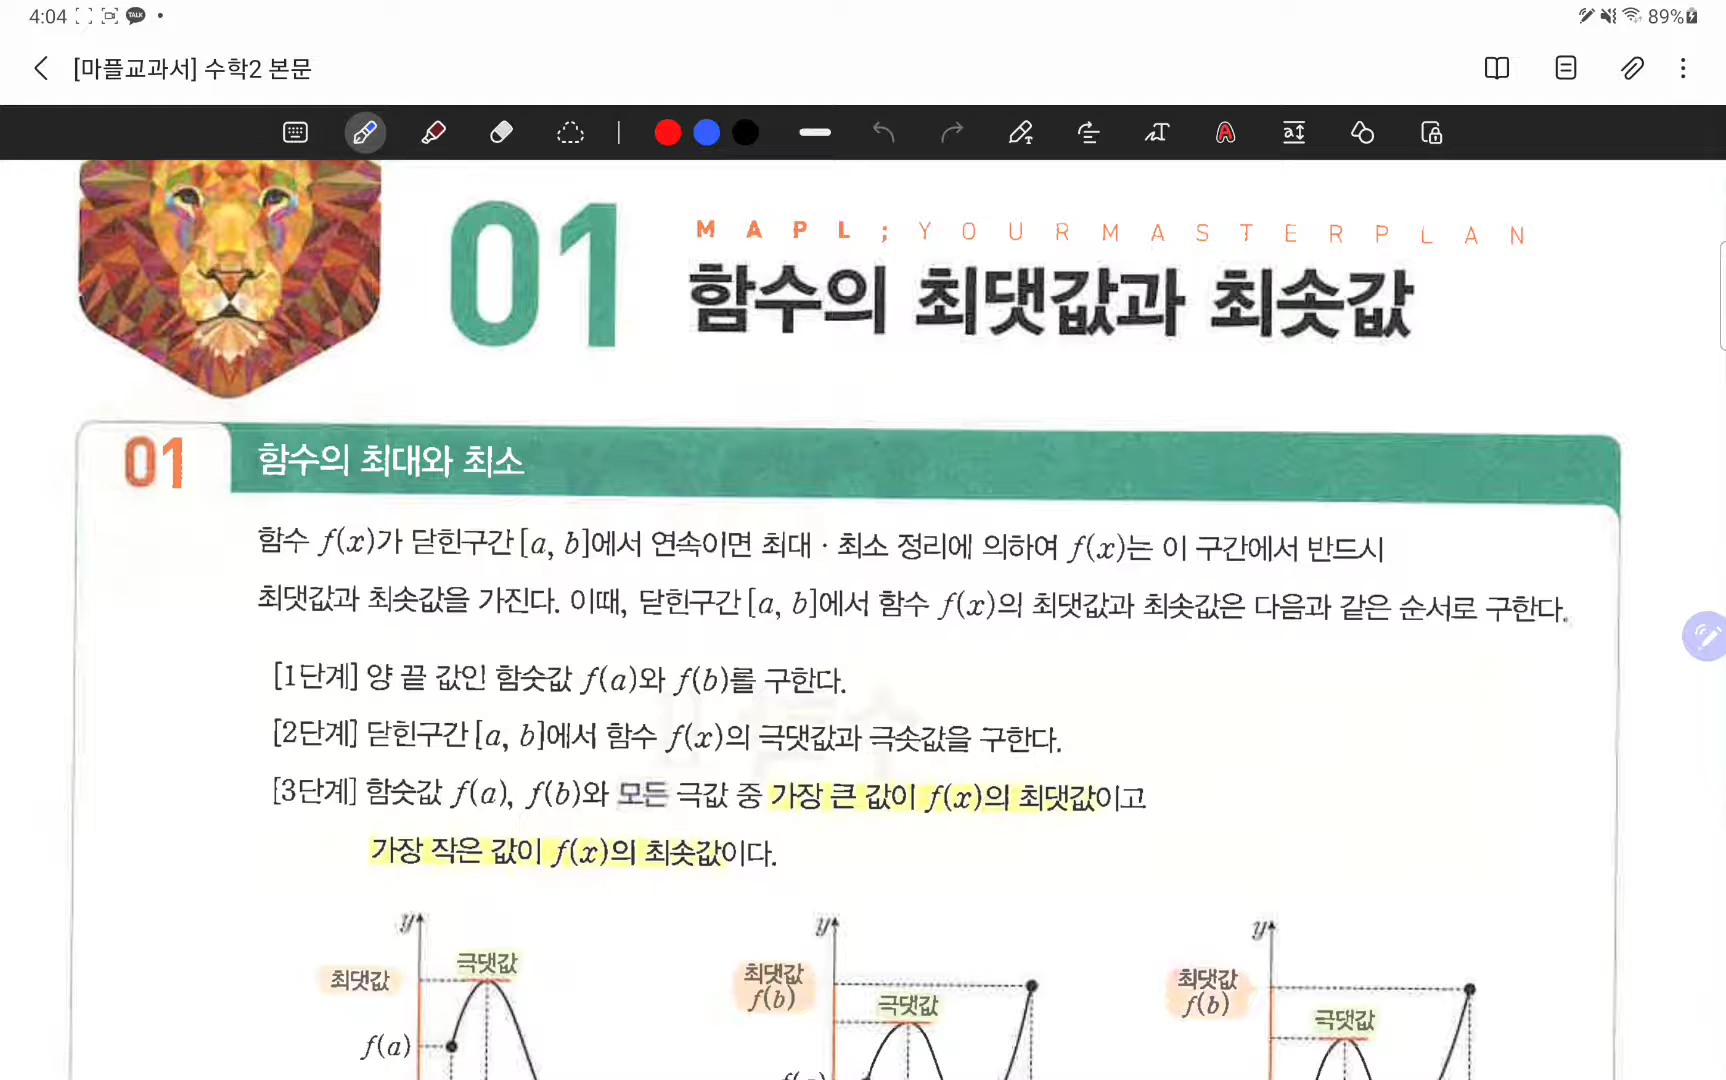 4:04 TALK 89%
[마플교과서] 수학2 본문
A a
01
MAPL; YOURMASTERPLAN
함수의 최댓값과 최솟값
01 함수의 최대와 최소
함수 f(x)가 닫힌구간 [a, b]에서 연속이면 최대 · 최소 정리에 의하여 f(x)는 이 구간에서 반드시
최댓값과 최솟값을 가진다. 이때, 닫힌구간 [a, b]에서 함수 f(x)의 최댓값과 최솟값은 다음과 같은 순서로 구한다.
[1단계] 양 끝 값인 함숫값 f(a)와 f(b)를 구한다.
[2단계] 닫힌구간 [a, b]에서 함수 f(x)의 극댓값과 극솟값을 구한다.
[3단계] 함숫값 f(a), f(b)와 모든 극값 중 가장 큰 값이 f(x)의 최댓값이고
가장 작은 값이 f(x)의 최솟값이다.
y
극댓값
최댓값
f(a)
y
최댓값
f(b)
극댓값
y
최댓값
f(b)
극댓값